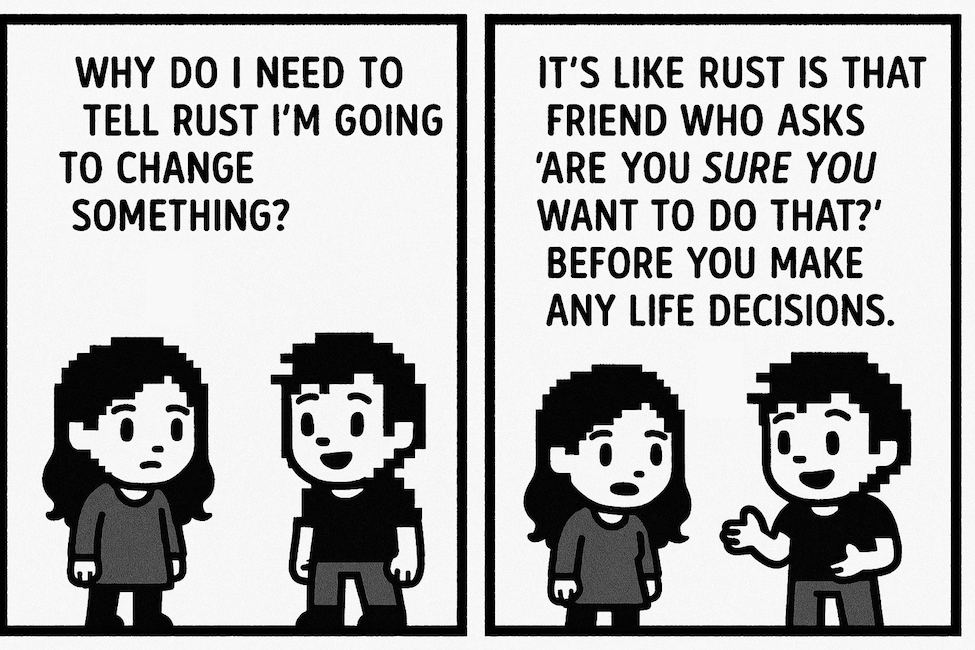 WHY DO I NEED TO
TELL RUST I'M GOING
TO CHANGE
SOMETHING?
IT'S LIKE RUST IS THAT
FRIEND WHO ASKS
'ARE YOU SURE YOU
WANT TO DO THAT?'
BEFORE YOU MAKE
ANY LIFE DECISIONS.